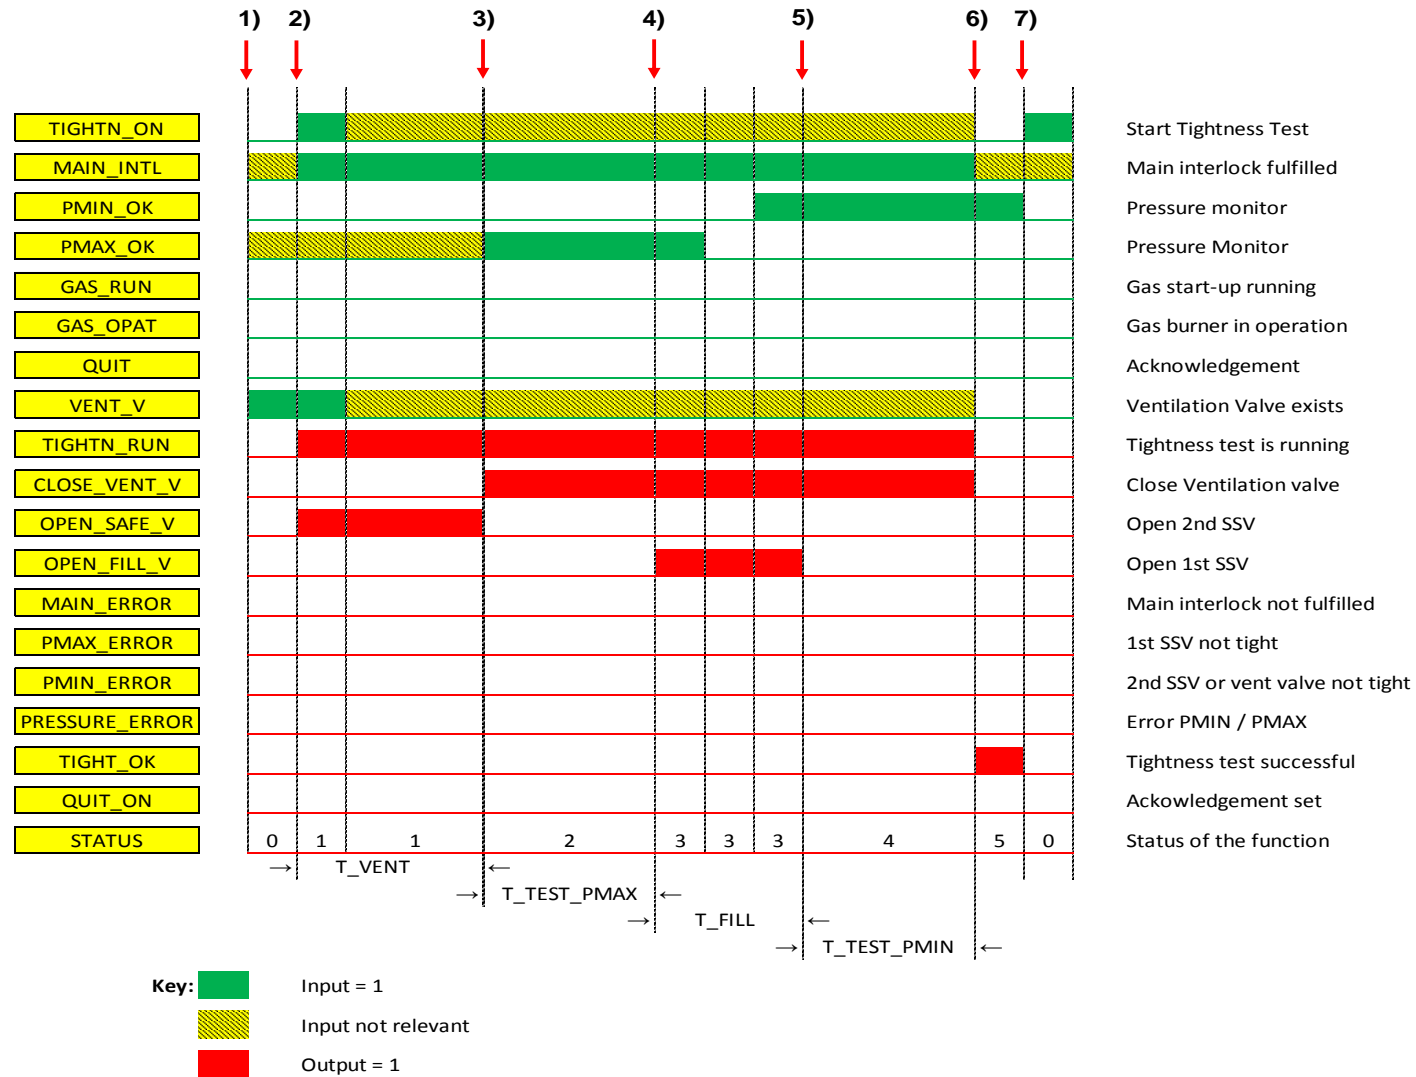 1) 2) 3) 4) 5) 6) 7)
TIGHTN_ON Start Tightness Test
MAIN_INTL Main interlock fulfilled
PMIN_OK Pressure monitor
PMAX_OK Pressure Monitor
GAS_RUN Gas start-up running
GAS_OPAT Gas burner in operation
QUIT Acknowledgement
VENT_V Ventilation Valve exists
TIGHTN_RUN Tightness test is running
CLOSE_VENT_V Close Ventilation valve
OPEN_SAFE_V Open 2nd SSV
OPEN_FILL_V Open 1st SSV
MAIN_ERROR Main interlock not fulfilled
PMAX_ERROR 1st SSV not tight
PMIN_ERROR 2nd SSV or vent valve not tight
PRESSURE_ERROR Error PMIN / PMAX
TIGHT_OK Tightness test successful
QUIT_ON Ackowledgement set
STATUS 0 1 1 2 3 3 3 4 5 0 Status of the function
→ T_VENT ←
→ T_TEST_PMAX ←
→ T_FILL ←
→ T_TEST_PMIN ←
Key: Input = 1
Input not relevant
Output = 1